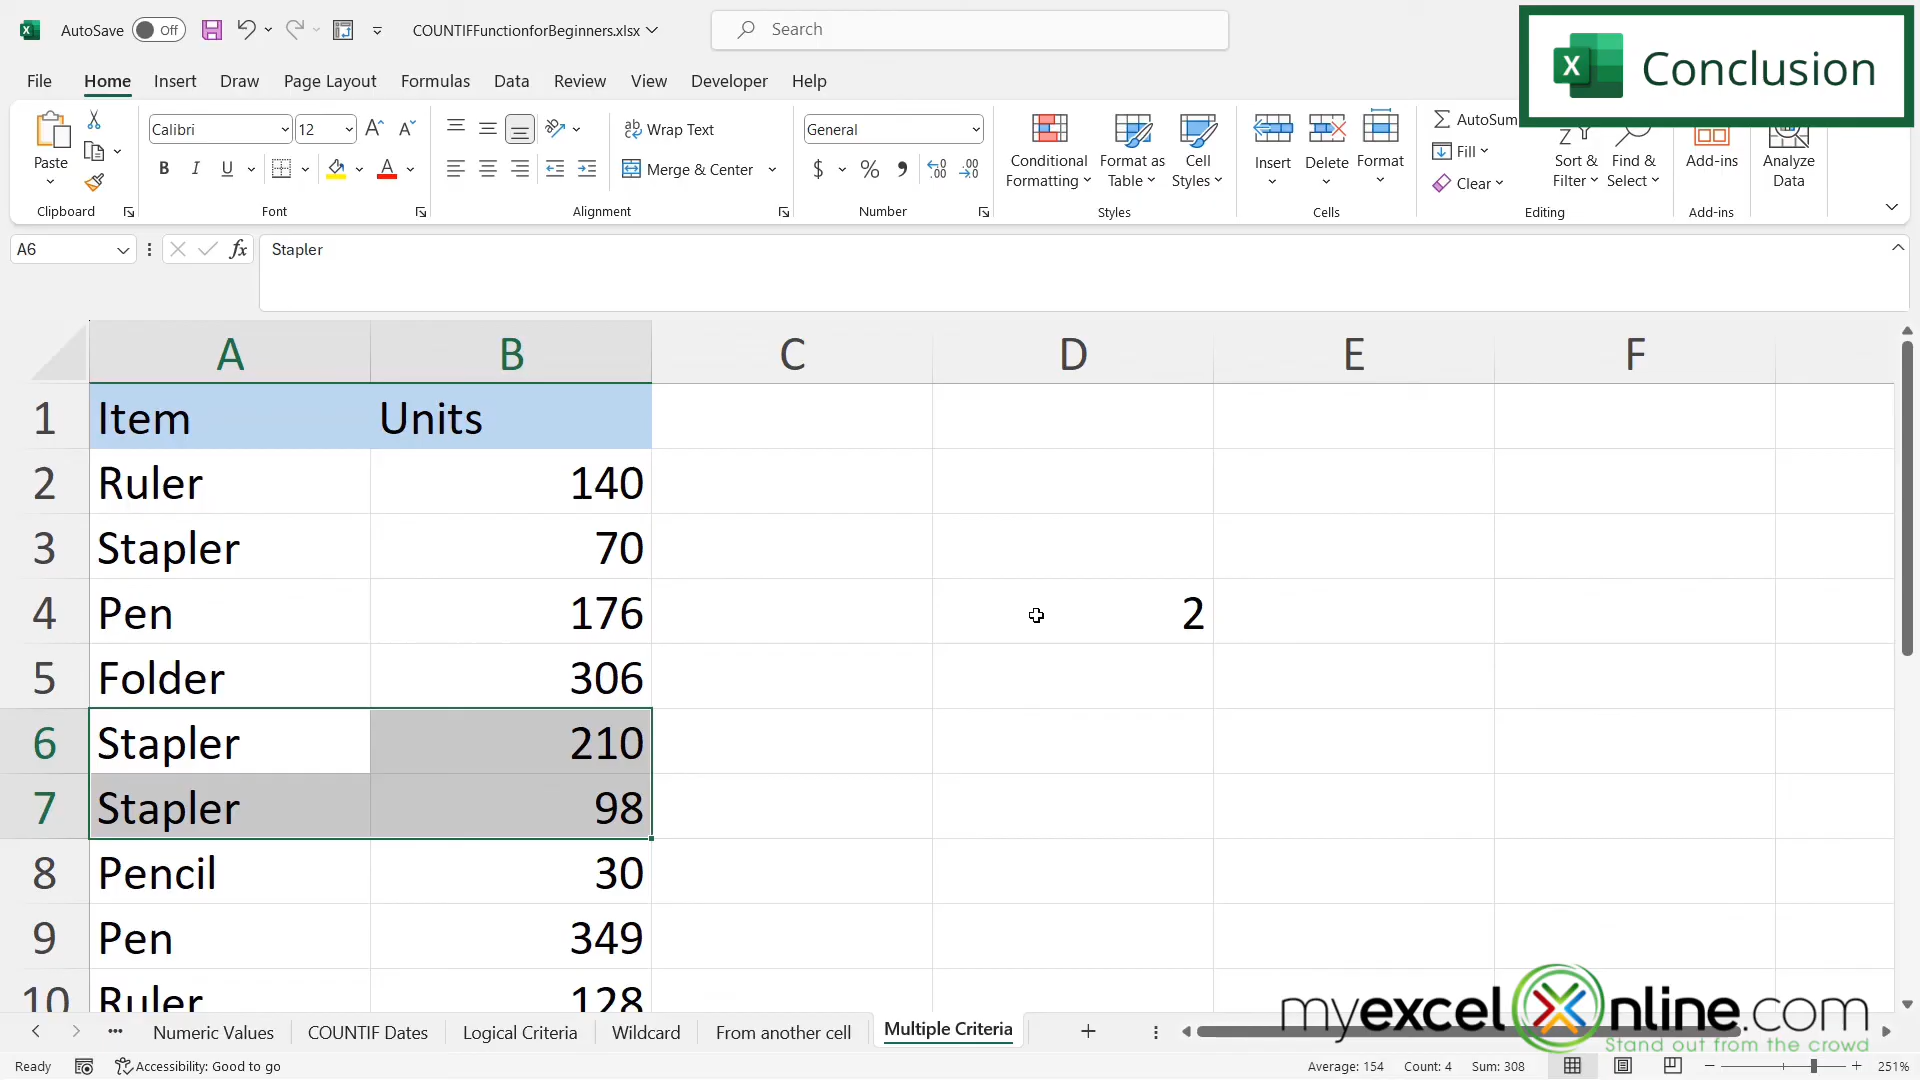 AutoSave Off COUNTIFFunctionforBeginners.xlsx Search
Conclusion
File Home Insert Draw Page Layout Formulas Data Review View Developer Help
Calibri 12 Wrap Text General AutoSum
Paste Conditional Formatting Format as Table Cell Styles Insert Delete Format Fill Sort & Filter Find & Select Add-ins Analyze Data
B I U Merge & Center $ % Clear
Clipboard Font Alignment Number Styles Cells Editing Add-ins
A6 fx Stapler
A B C D E F
1 Item Units
2 Ruler 140
3 Stapler 70
4 Pen 176 2
5 Folder 306
6 Stapler 210
7 Stapler 98
8 Pencil 30
9 Pen 349
10 Ruler 128
myexcelonline.com
Stand out from the crowd
Numeric Values COUNTIF Dates Logical Criteria Wildcard From another cell Multiple Criteria
Ready Accessibility: Good to go Average: 154 Count: 4 Sum: 308 251%